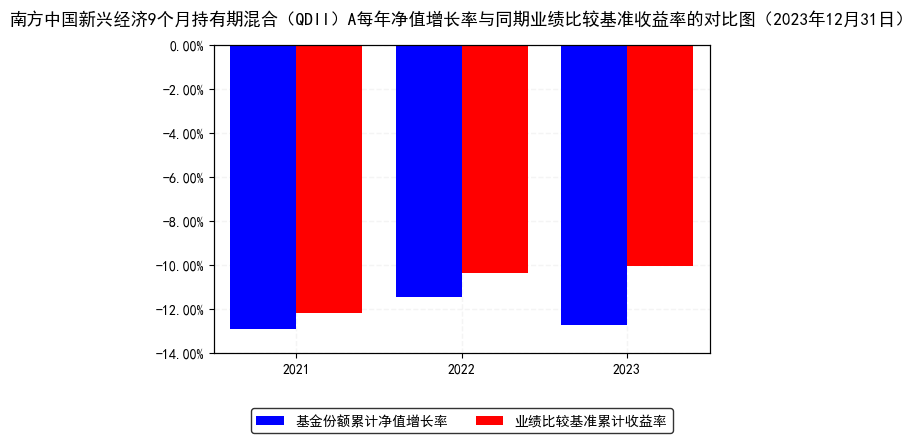 南方中国新兴经济9个月持有期混合（QDII）A每年净值增长率与同期业绩比较基准收益率的对比图（2023年12月31日）
0.00%
-2.00%
-4.00%
-6.00%
-8.00%
-10.00%
-12.00%
-14.00%
2021 2022 2023
基金份额累计净值增长率 业绩比较基准累计收益率